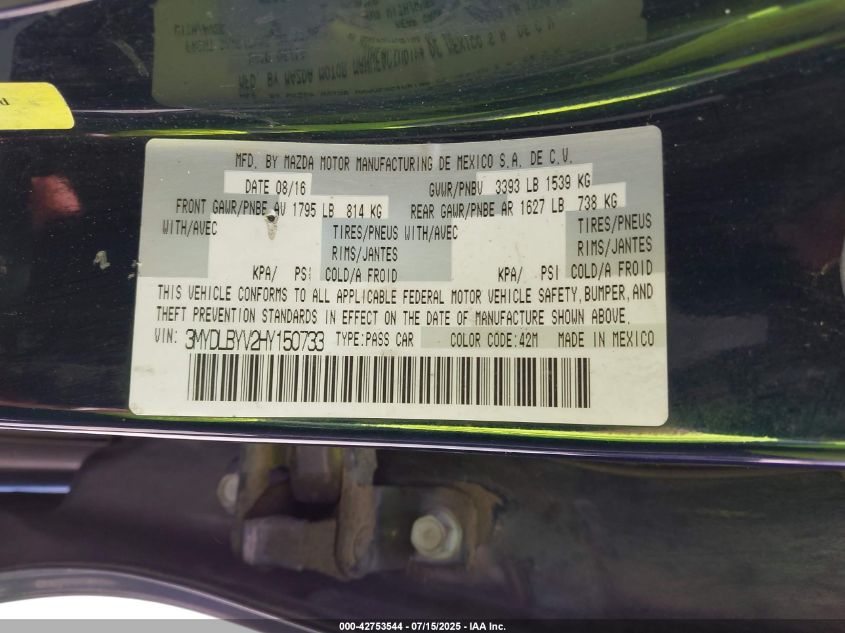 MFD. BY MAZDA MOTOR MANUFACTURING DE MEXICO S.A. DE C.V.
DATE 08/16 GVWR/PNBV 3393 LB 1539 KG
FRONT GAWR/PNBE AV 1795 LB 814 KG REAR GAWR/PNBE AR 1627 LB 738 KG
WITH/AVEC TIRES/PNEUS WITH/AVEC TIRES/PNEUS
RIMS/JANTES RIMS/JANTES
KPA/ PSI COLD/A FROID KPA/ PSI COLD/A FROID
THIS VEHICLE CONFORMS TO ALL APPLICABLE FEDERAL MOTOR VEHICLE SAFETY, BUMPER, AND
THEFT PREVENTION STANDARDS IN EFFECT ON THE DATE OF MANUFACTURE SHOWN ABOVE.
VIN: 3MYDLBYV2HY150733 TYPE:PASS CAR COLOR CODE:42M MADE IN MEXICO
000-42753544 - 07/15/2025 - IAA Inc.